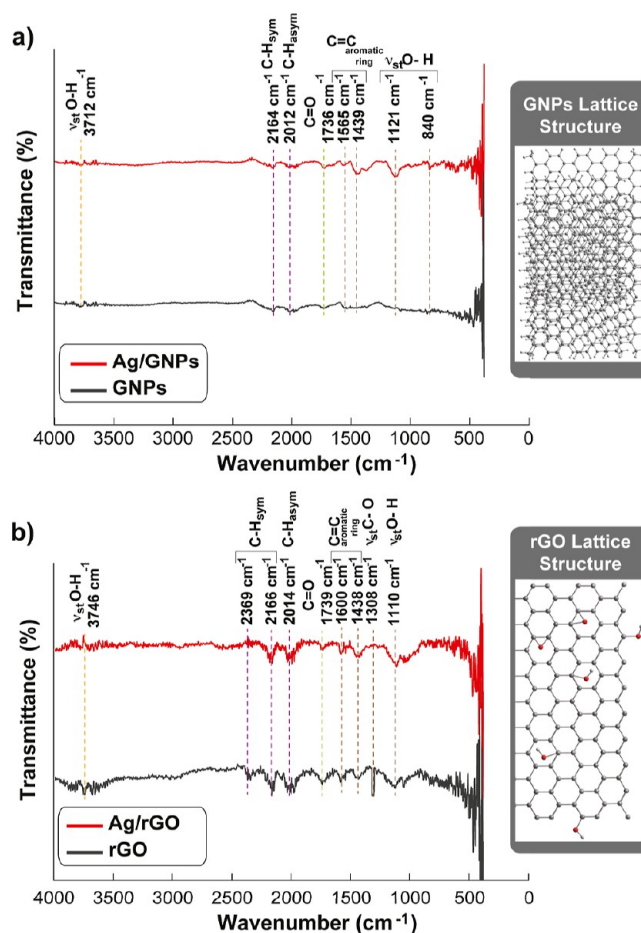 a)
ν_st O-H
3712 cm⁻¹
2164 cm⁻¹ C-H_sym
2012 cm⁻¹ C-H_asym
C=O
1736 cm⁻¹
C=C aromatic ring
1565 cm⁻¹
1439 cm⁻¹
ν_st O- H
1121 cm⁻¹
840 cm⁻¹
Transmittance (%)
Ag/GNPs
GNPs
4000 3500 3000 2500 2000 1500 1000 500 0
Wavenumber (cm⁻¹)
GNPs Lattice
Structure
b)
ν_st O-H
3746 cm⁻¹
C-H_sym
2369 cm⁻¹
2166 cm⁻¹
C-H_asym
2014 cm⁻¹
C=O
1739 cm⁻¹
C=C aromatic ring
1600 cm⁻¹
1438 cm⁻¹
ν_st C- O
1308 cm⁻¹
ν_st O- H
1110 cm⁻¹
Transmittance (%)
Ag/rGO
rGO
4000 3500 3000 2500 2000 1500 1000 500 0
Wavenumber (cm⁻¹)
rGO Lattice
Structure